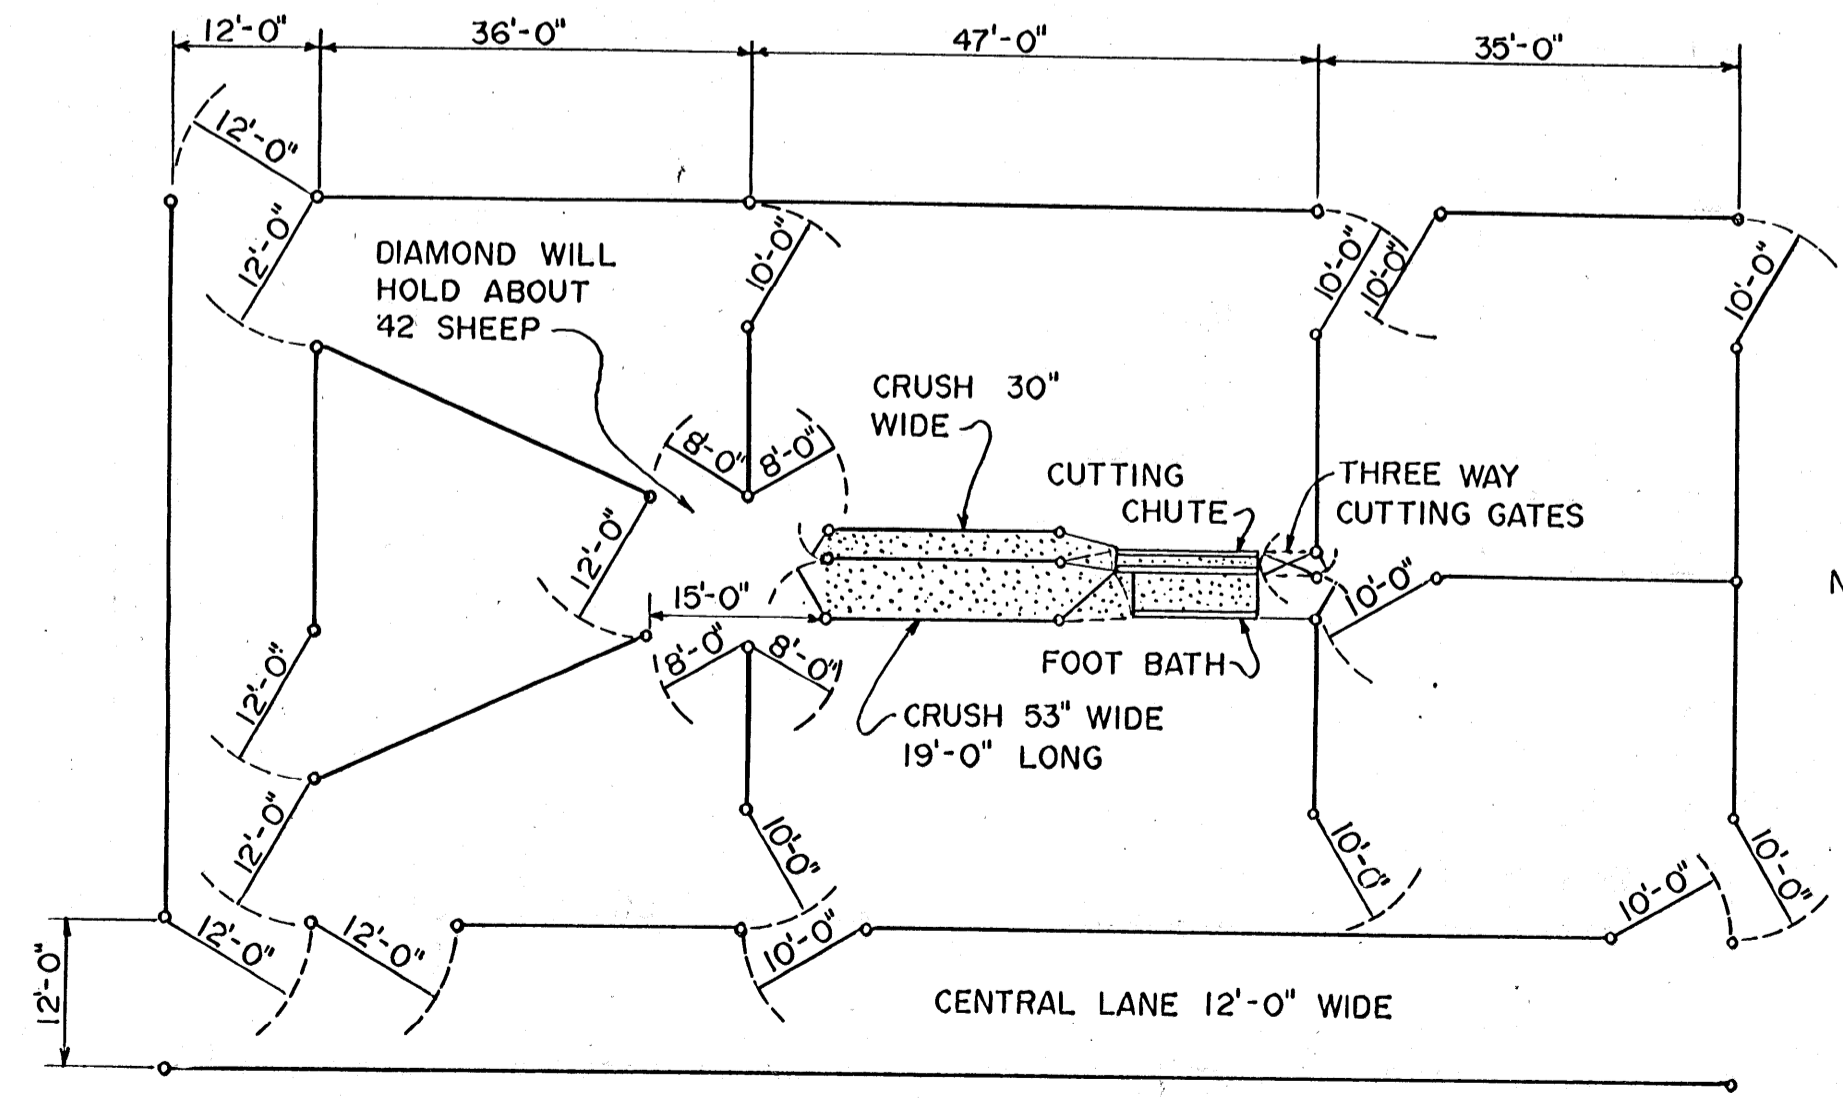 12'-0" 36'-0" 47'-0" 35'-0"
12'-0"
12'-0"
10'-0"
10'-0"
10'-0"
10'-0"
DIAMOND WILL
HOLD ABOUT
42 SHEEP
CRUSH 30"
WIDE
8'-0" 8'-0"
CUTTING
CHUTE
THREE WAY
CUTTING GATES
12'-0"
15'-0"
10'-0"
8'-0" 8'-0"
FOOT BATH
CRUSH 53" WIDE
19'-0" LONG
12'-0"
12'-0"
10'-0"
10'-0"
10'-0"
10'-0"
12'-0" 12'-0" 10'-0"
12'-0"
CENTRAL LANE 12'-0" WIDE